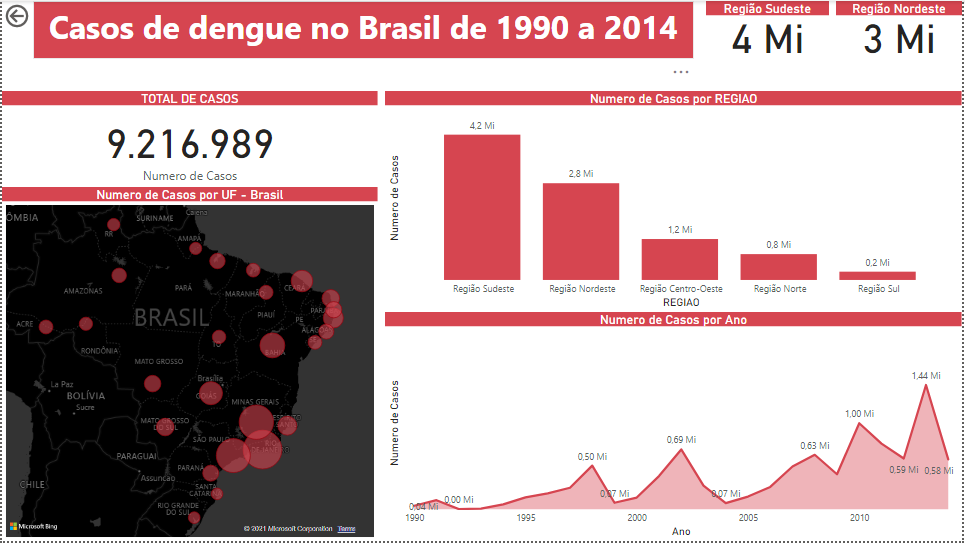 Casos de dengue no Brasil de 1990 a 2014
Região Sudeste
4 Mi
Região Nordeste
3 Mi
TOTAL DE CASOS
9.216.989
Numero de Casos
Numero de Casos por UF - Brasil
ÔMBIA
SURINAME
Caiena
RR
AMAPÁ
AMAZONAS
PARÁ
MARANHÃO
CEARÁ
PIAUÍ
PE
ACRE
BRASIL
RONDÔNIA
TO
BAHIA
MATO GROSSO
Brasília
GOIÁS
La Paz
BOLÍVIA
Sucre
MINAS GERAIS
MATO GROSSO
DO SUL
SÃO PAULO
PARAGUAI
PARANÁ
Assuncao
SANTA
CATARINA
CHILE
RIO GRANDE
DO SUL
Microsoft Bing
© 2021 Microsoft Corporation Terms
Numero de Casos por REGIAO
Numero de Casos
4,2 Mi
2,8 Mi
1,2 Mi
0,8 Mi
0,2 Mi
Região Sudeste
Região Nordeste
Região Centro-Oeste
Região Norte
Região Sul
REGIAO
Numero de Casos por Ano
Numero de Casos
0,04 Mi
0,00 Mi
0,50 Mi
0,07 Mi
0,69 Mi
0,07 Mi
0,63 Mi
1,00 Mi
0,59 Mi
1,44 Mi
0,58 Mi
1990
1995
2000
2005
2010
Ano